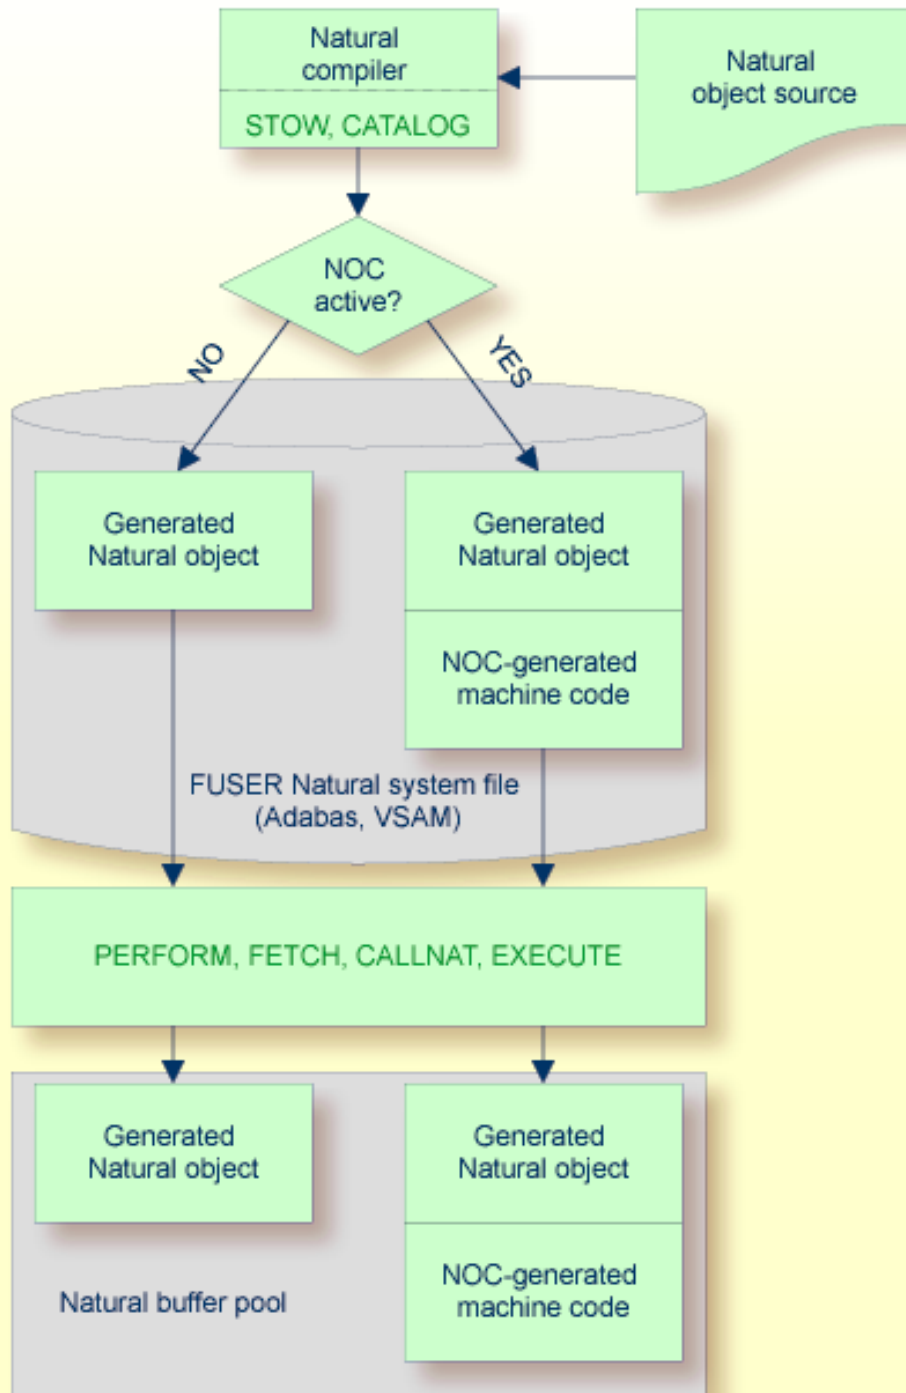 Natural
compiler
STOW, CATALOG
Natural
object source
NOC
active?
NO
YES
Generated
Natural object
Generated
Natural object
NOC-generated
machine code
FUSER Natural system file
(Adabas, VSAM)
PERFORM, FETCH, CALLNAT, EXECUTE
Generated
Natural object
Generated
Natural object
NOC-generated
machine code
Natural buffer pool